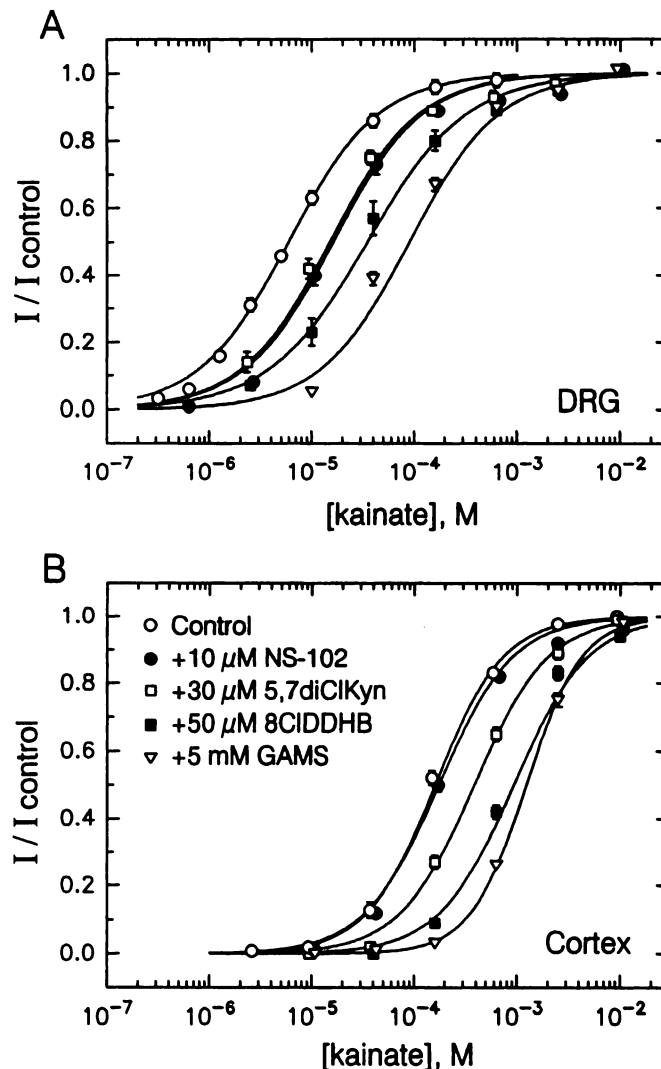 A
I / I control
1.0
0.8
0.6
0.4
0.2
0.0
DRG
10⁻⁷ 10⁻⁶ 10⁻⁵ 10⁻⁴ 10⁻³ 10⁻²
[kainate], M
B
I / I control
1.0
0.8
0.6
0.4
0.2
0.0
Control
+10 µM NS-102
+30 µM 5,7diClKyn
+50 µM 8ClDDHB
+5 mM GAMS
Cortex
10⁻⁷ 10⁻⁶ 10⁻⁵ 10⁻⁴ 10⁻³ 10⁻²
[kainate], M